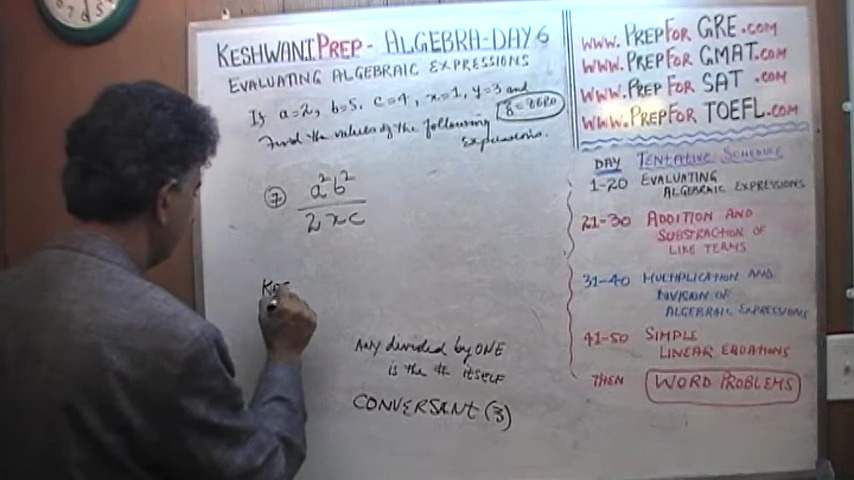 KESHWANI PREP - ALGEBRA-DAY 6
EVALUATING ALGEBRAIC EXPRESSIONS
If a=2, b=5, c=4, x=1, y=3 and z=zero
Find the values of the following
expressions.
7 a²b²
2xc
Any divided by ONE
is the # itself
CONVERSANT (3)
www.PREPFOR GRE.com
www.PREPFOR GMAT.com
www.PREP FOR SAT.com
www.PREPFOR TOEFL.com
DAY TENTATIVE SCHEDULE
1-20 EVALUATING
ALGEBRAIC EXPRESSIONS
21-30 ADDITION AND
SUBSTRACTION OF
LIKE TERMS
31-40 MULTIPLICATION AND
DIVISION OF
ALGEBRAIC EXPRESSIONS
41-50 SIMPLE
LINEAR EQUATIONS
THEN WORD PROBLEMS